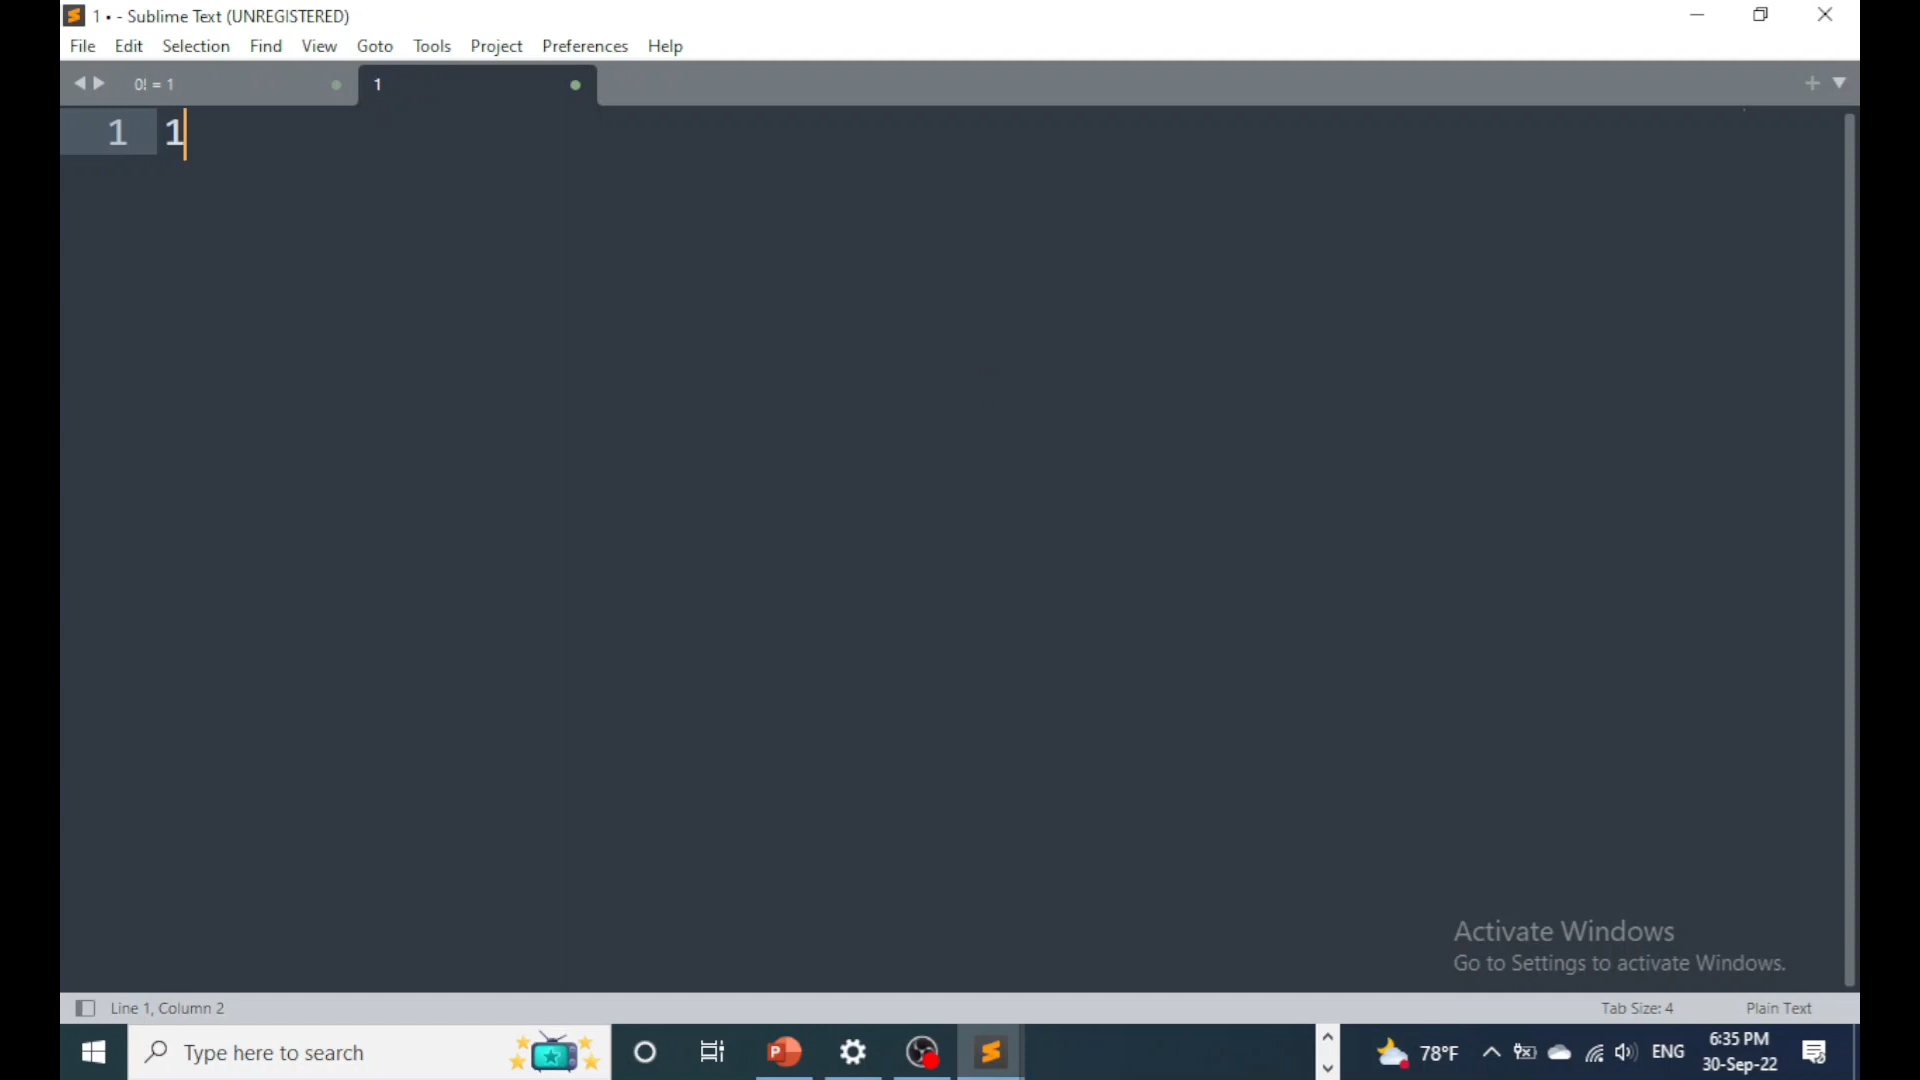 1 • - Sublime Text (UNREGISTERED)
File Edit Selection Find View Goto Tools Project Preferences Help
0! = 1
1
1 1
Activate Windows
Go to Settings to activate Windows.
Line 1, Column 2
Tab Size: 4
Plain Text
Type here to search
78°F
ENG
6:35 PM
30-Sep-22